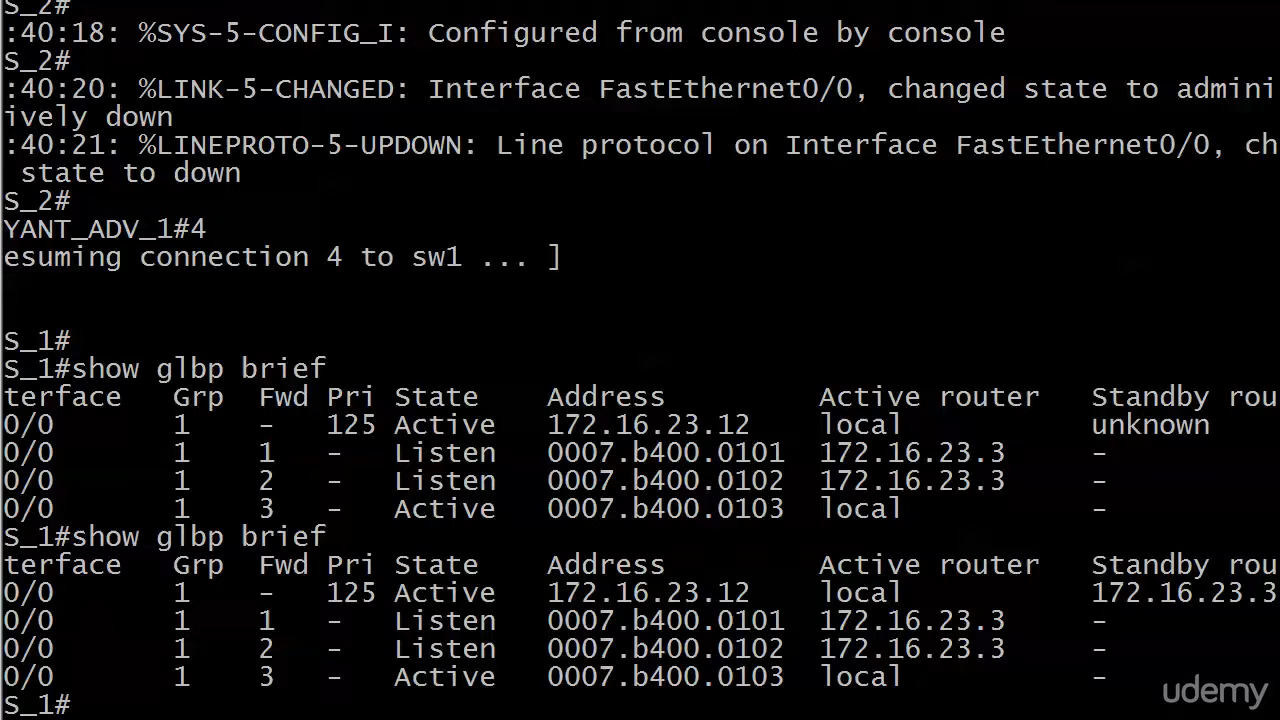 S_2#
:40:18: %SYS-5-CONFIG_I: Configured from console by console
S_2#
:40:20: %LINK-5-CHANGED: Interface FastEthernet0/0, changed state to admini
ively down
:40:21: %LINEPROTO-5-UPDOWN: Line protocol on Interface FastEthernet0/0, ch
state to down
S_2#
YANT_ADV_1#4
esuming connection 4 to sw1 ... ]
S_1#
S_1#show glbp brief
terface Grp Fwd Pri State Address Active router Standby rou
0/0 1 - 125 Active 172.16.23.12 local unknown
0/0 1 1 - Listen 0007.b400.0101 172.16.23.3 -
0/0 1 2 - Listen 0007.b400.0102 172.16.23.3 -
0/0 1 3 - Active 0007.b400.0103 local -
S_1#show glbp brief
terface Grp Fwd Pri State Address Active router Standby rou
0/0 1 - 125 Active 172.16.23.12 local 172.16.23.3
0/0 1 1 - Listen 0007.b400.0101 172.16.23.3 -
0/0 1 2 - Listen 0007.b400.0102 172.16.23.3 -
0/0 1 3 - Active 0007.b400.0103 local -
S_1#
udemy